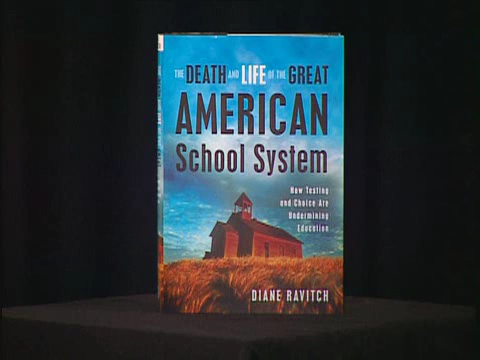 THE DEATH AND LIFE OF THE GREAT
AMERICAN
School System
How Testing
and Choice Are
Undermining
Education
DIANE RAVITCH